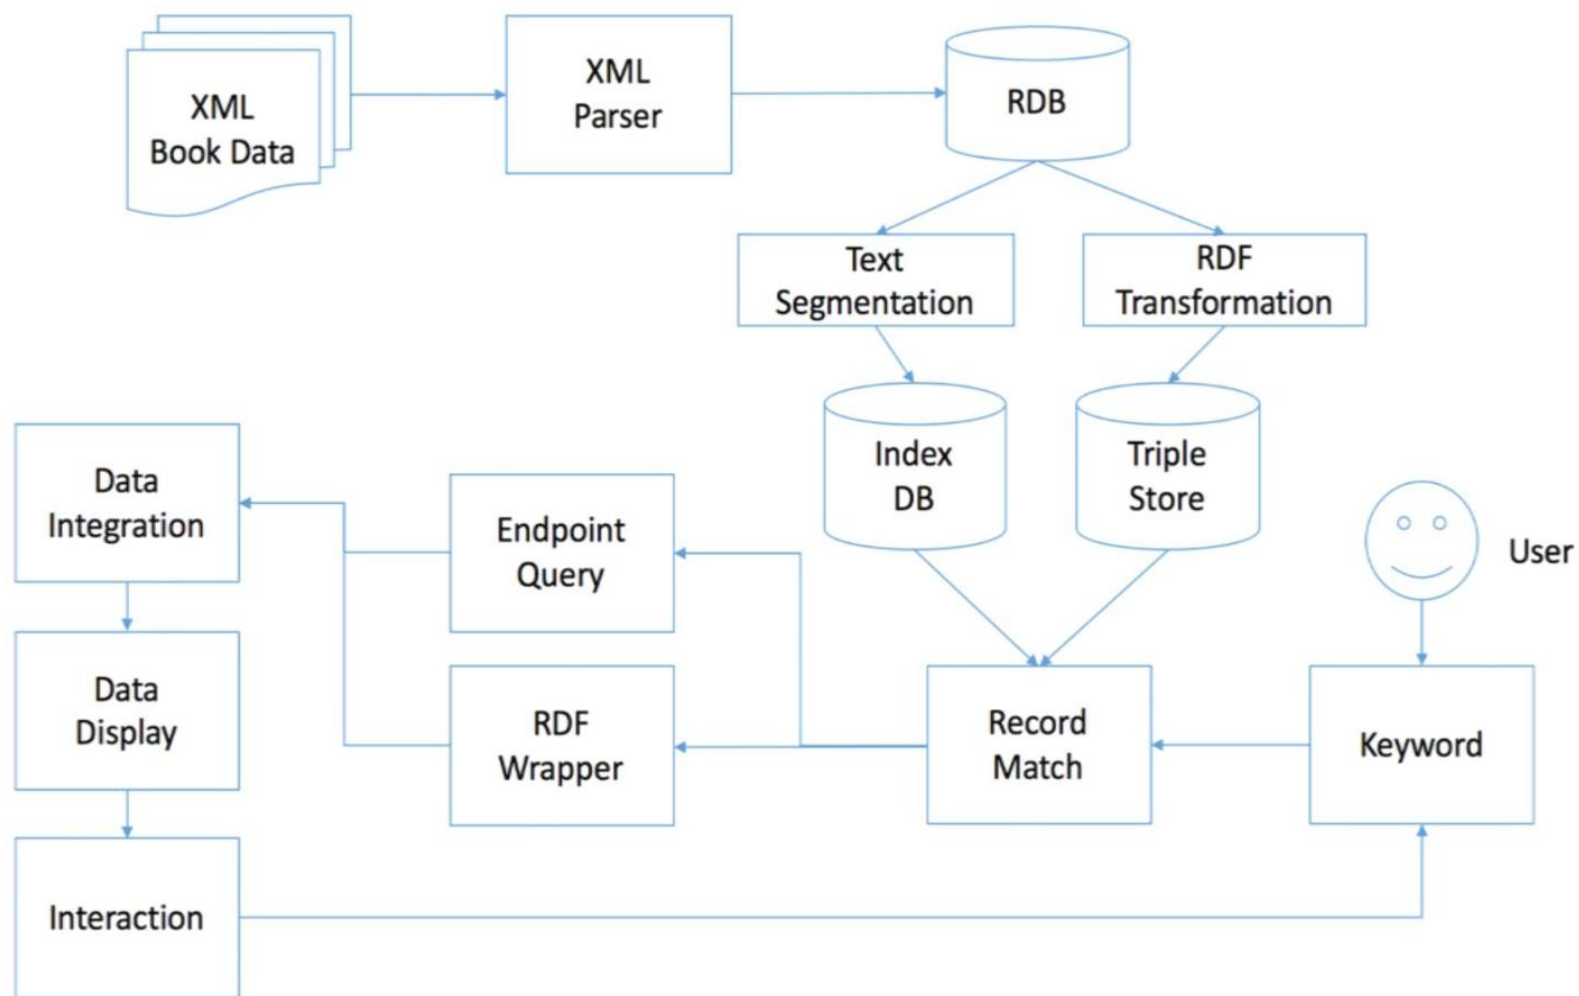 XML
Book Data
XML
Parser
RDB
Text
Segmentation
RDF
Transformation
Index
DB
Triple
Store
User
Data
Integration
Endpoint
Query
Data
Display
RDF
Wrapper
Record
Match
Keyword
Interaction